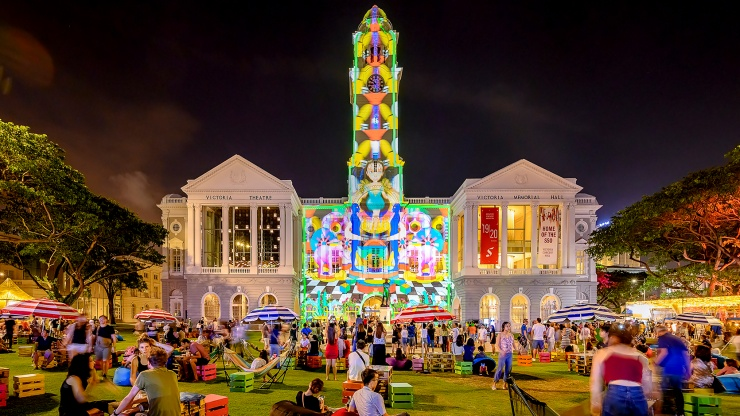 VICTORIA THEATRE
VICTORIA MEMORIAL HALL
19/20
HOME OF THE SSO